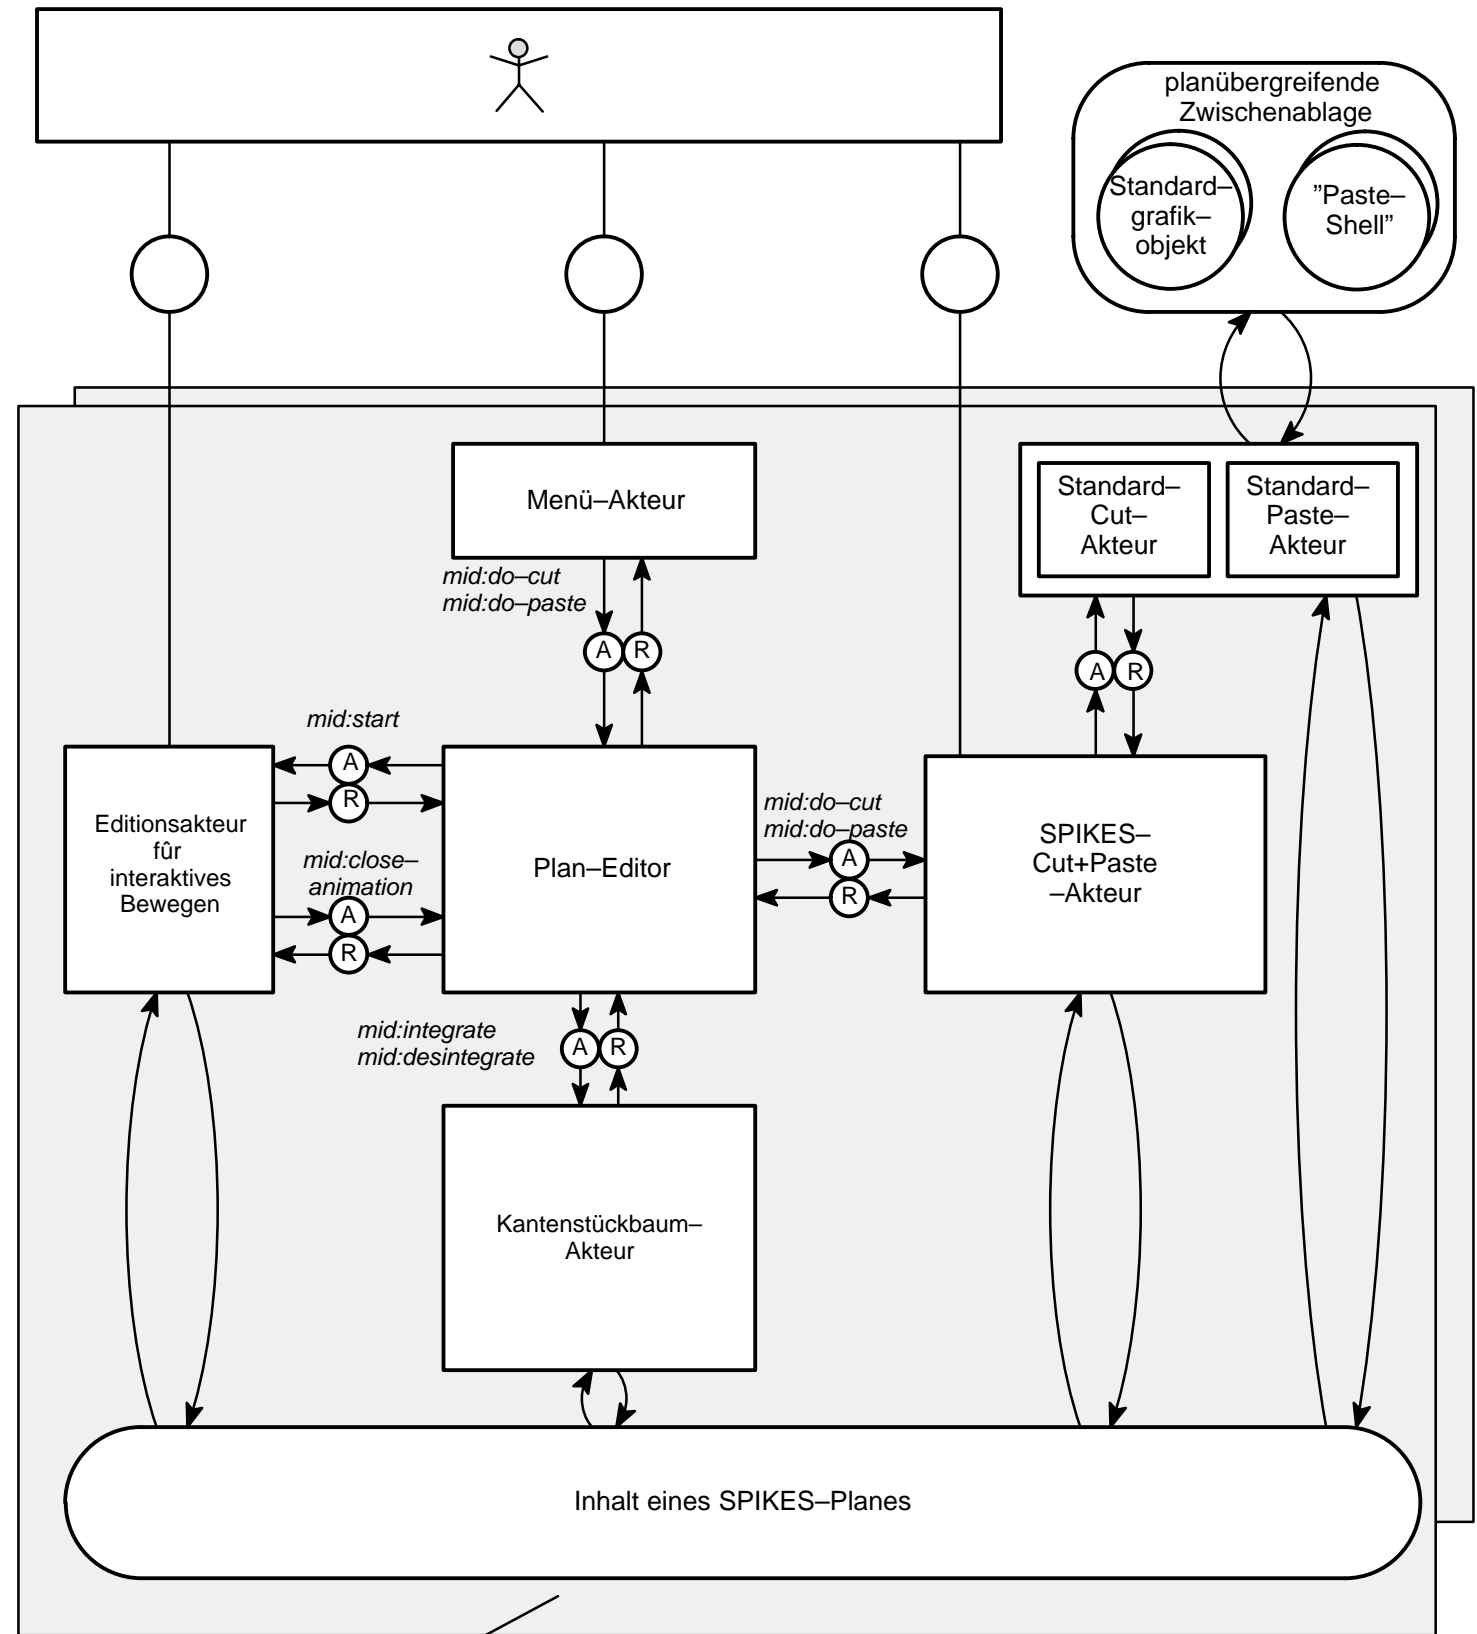 planübergreifende
Zwischenablage
Standard–
grafik–
objekt
”Paste–
Shell”
Menü–Akteur
Standard–
Cut–
Akteur
Standard–
Paste–
Akteur
mid:do–cut
mid:do–paste
A
R
A
R
mid:start
A
R
Editionsakteur
fûr
interaktives
Bewegen
mid:close–
animation
A
R
Plan–Editor
mid:do–cut
mid:do–paste
A
R
SPIKES–
Cut+Paste
–Akteur
mid:integrate
mid:desintegrate
A
R
Kantenstückbaum–
Akteur
Inhalt eines SPIKES–Planes